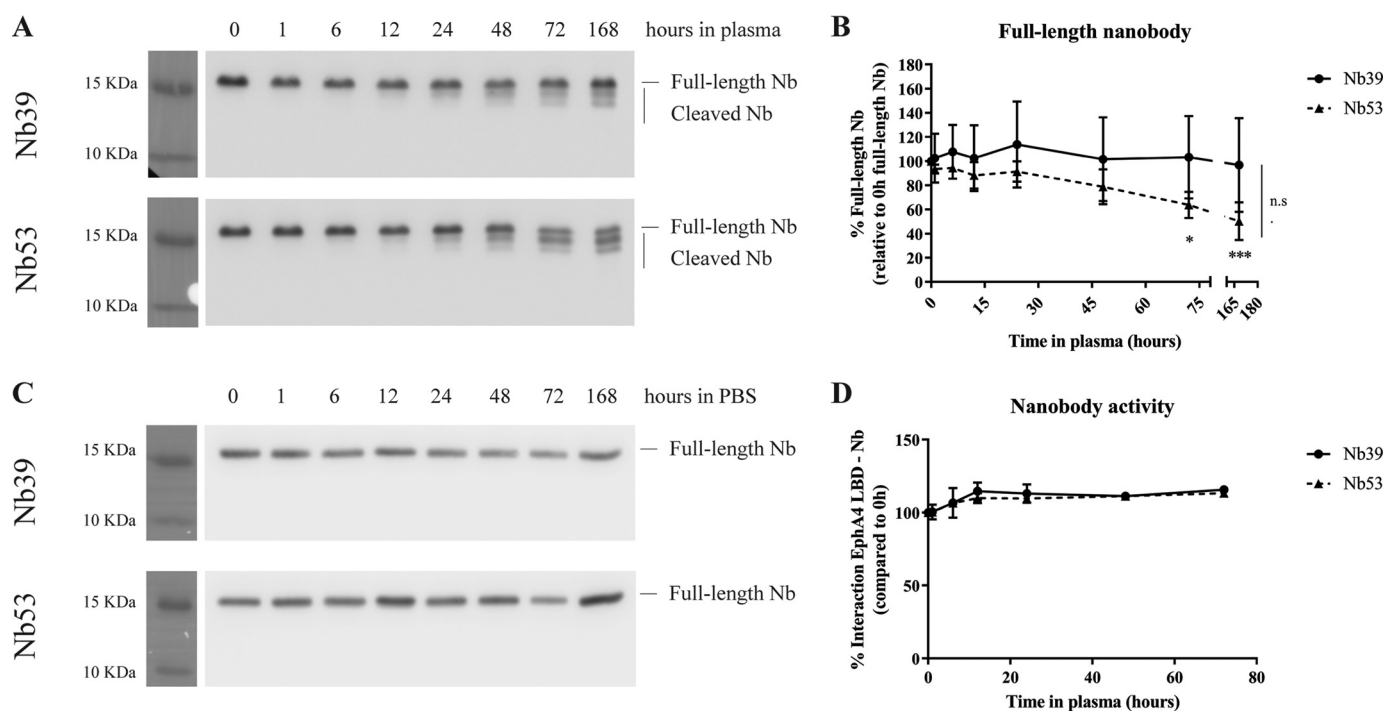 A
0 1 6 12 24 48 72 168 hours in plasma
Nb39
15 KDa
10 KDa
Full-length Nb
Cleaved Nb
Nb53
15 KDa
10 KDa
Full-length Nb
Cleaved Nb
B
Full-length nanobody
% Full-length Nb
(relative to 0h full-length Nb)
180
160
140
120
100
80
60
40
20
0
0 15 30 45 60 75 165 180
Time in plasma (hours)
*
***
n.s
.
Nb39
Nb53
C
0 1 6 12 24 48 72 168 hours in PBS
Nb39
15 KDa
10 KDa
Full-length Nb
Nb53
15 KDa
10 KDa
Full-length Nb
D
Nanobody activity
% Interaction EphA4 LBD - Nb
(compared to 0h)
150
100
50
0
0 20 40 60 80
Time in plasma (hours)
Nb39
Nb53